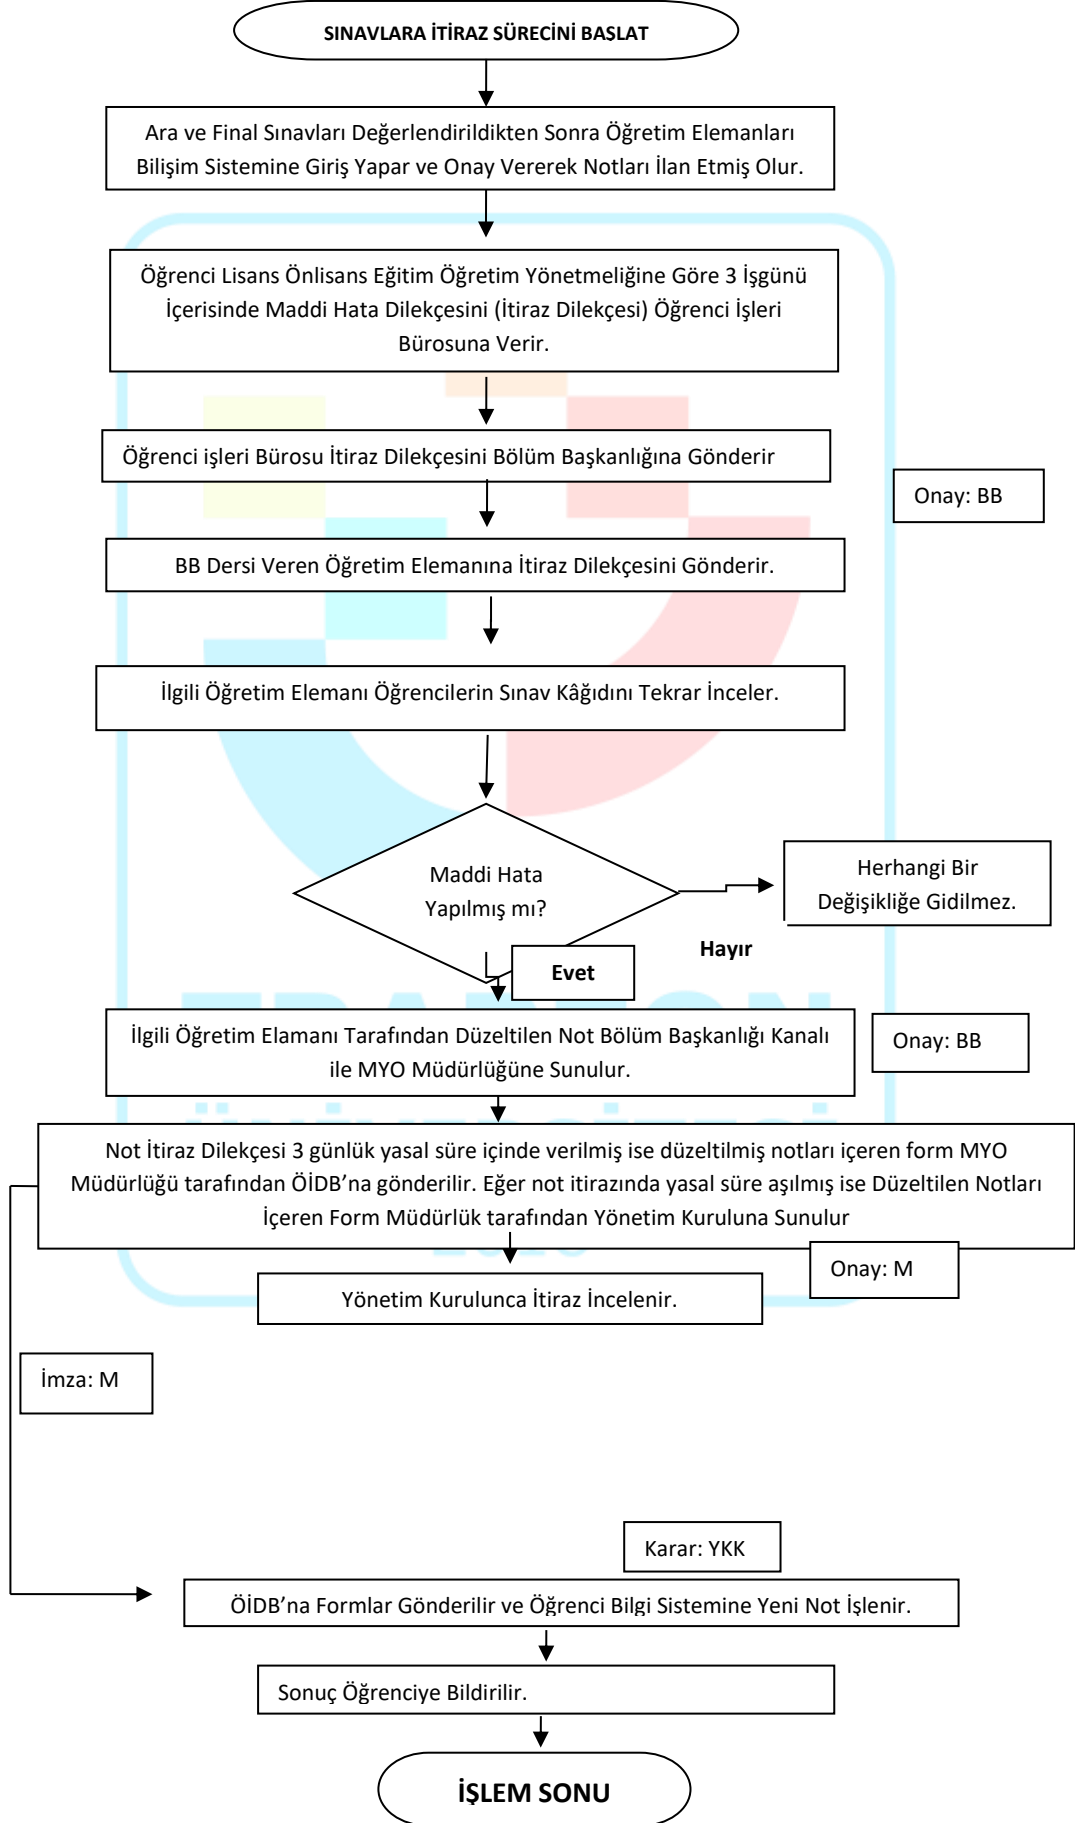 SINAVLARA İTİRAZ SÜRECİNİ BAŞLAT
Ara ve Final Sınavları Değerlendirildikten Sonra Öğretim Elemanları
Bilişim Sistemine Giriş Yapar ve Onay Vererek Notları İlan Etmiş Olur.
Öğrenci Lisans Önlisans Eğitim Öğretim Yönetmeliğine Göre 3 İşgünü
İçerisinde Maddi Hata Dilekçesini (İtiraz Dilekçesi) Öğrenci İşleri
Bürosuna Verir.
Öğrenci işleri Bürosu İtiraz Dilekçesini Bölüm Başkanlığına Gönderir
Onay: BB
BB Dersi Veren Öğretim Elemanına İtiraz Dilekçesini Gönderir.
İlgili Öğretim Elemanı Öğrencilerin Sınav Kâğıdını Tekrar İnceler.
Maddi Hata
Yapılmış mı?
Herhangi Bir
Değişikliğe Gidilmez.
Hayır
Evet
İlgili Öğretim Elamanı Tarafından Düzeltilen Not Bölüm Başkanlığı Kanalı
ile MYO Müdürlüğüne Sunulur.
Onay: BB
Not İtiraz Dilekçesi 3 günlük yasal süre içinde verilmiş ise düzeltilmiş notları içeren form MYO
Müdürlüğü tarafından ÖİDB’na gönderilir. Eğer not itirazında yasal süre aşılmış ise Düzeltilen Notları
İçeren Form Müdürlük tarafından Yönetim Kuruluna Sunulur
Onay: M
Yönetim Kurulunca İtiraz İncelenir.
İmza: M
Karar: YKK
ÖİDB’na Formlar Gönderilir ve Öğrenci Bilgi Sistemine Yeni Not İşlenir.
Sonuç Öğrenciye Bildirilir.
İŞLEM SONU